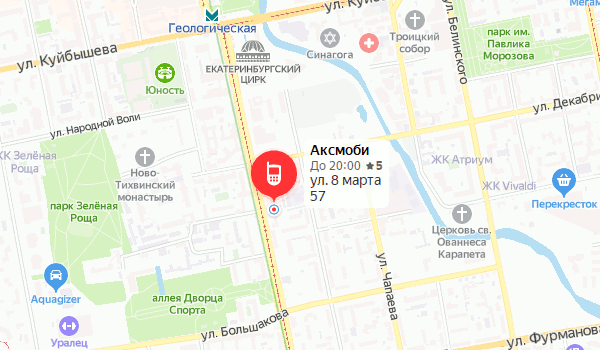 ул. Куйбышева
Геологическая
ул. Куй
Мегам
ЕКАТЕРИНБУРГСКИЙ
ЦИРК
Синагога
Троицкий
собор
ул. Белинского
парк им.
Павлика
Морозова
Юность
ул. Народной Воли
ул. Декабри
ЖК Зелёная
Роща
Ново-
Тихвинский
монастырь
Аксмоби
До 20:00 ★5
ул. 8 марта
57
ЖК Атриум
ЖК Vivaldi
Перекресток
парк Зелёная
Роща
Церковь св.
Ованнеса
Карапета
Aquagizer
аллея Дворца
Спорта
ул. Чапаева
Уралец
ул. Большакова
ул. Фурманова